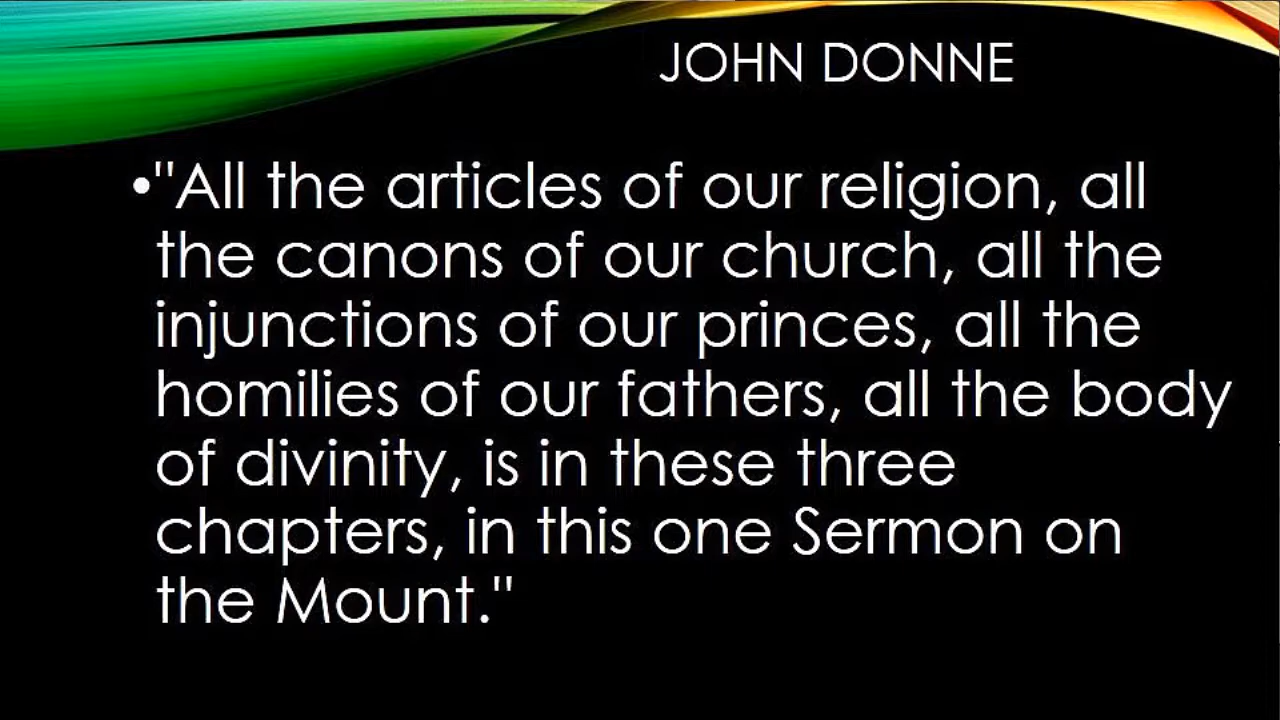 JOHN DONNE
•"All the articles of our religion, all
the canons of our church, all the
injunctions of our princes, all the
homilies of our fathers, all the body
of divinity, is in these three
chapters, in this one Sermon on
the Mount."